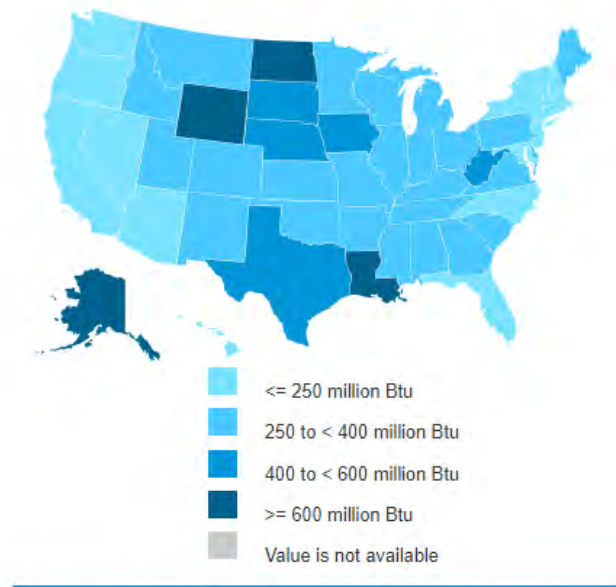 <= 250 million Btu
250 to < 400 million Btu
400 to < 600 million Btu
>= 600 million Btu
Value is not available